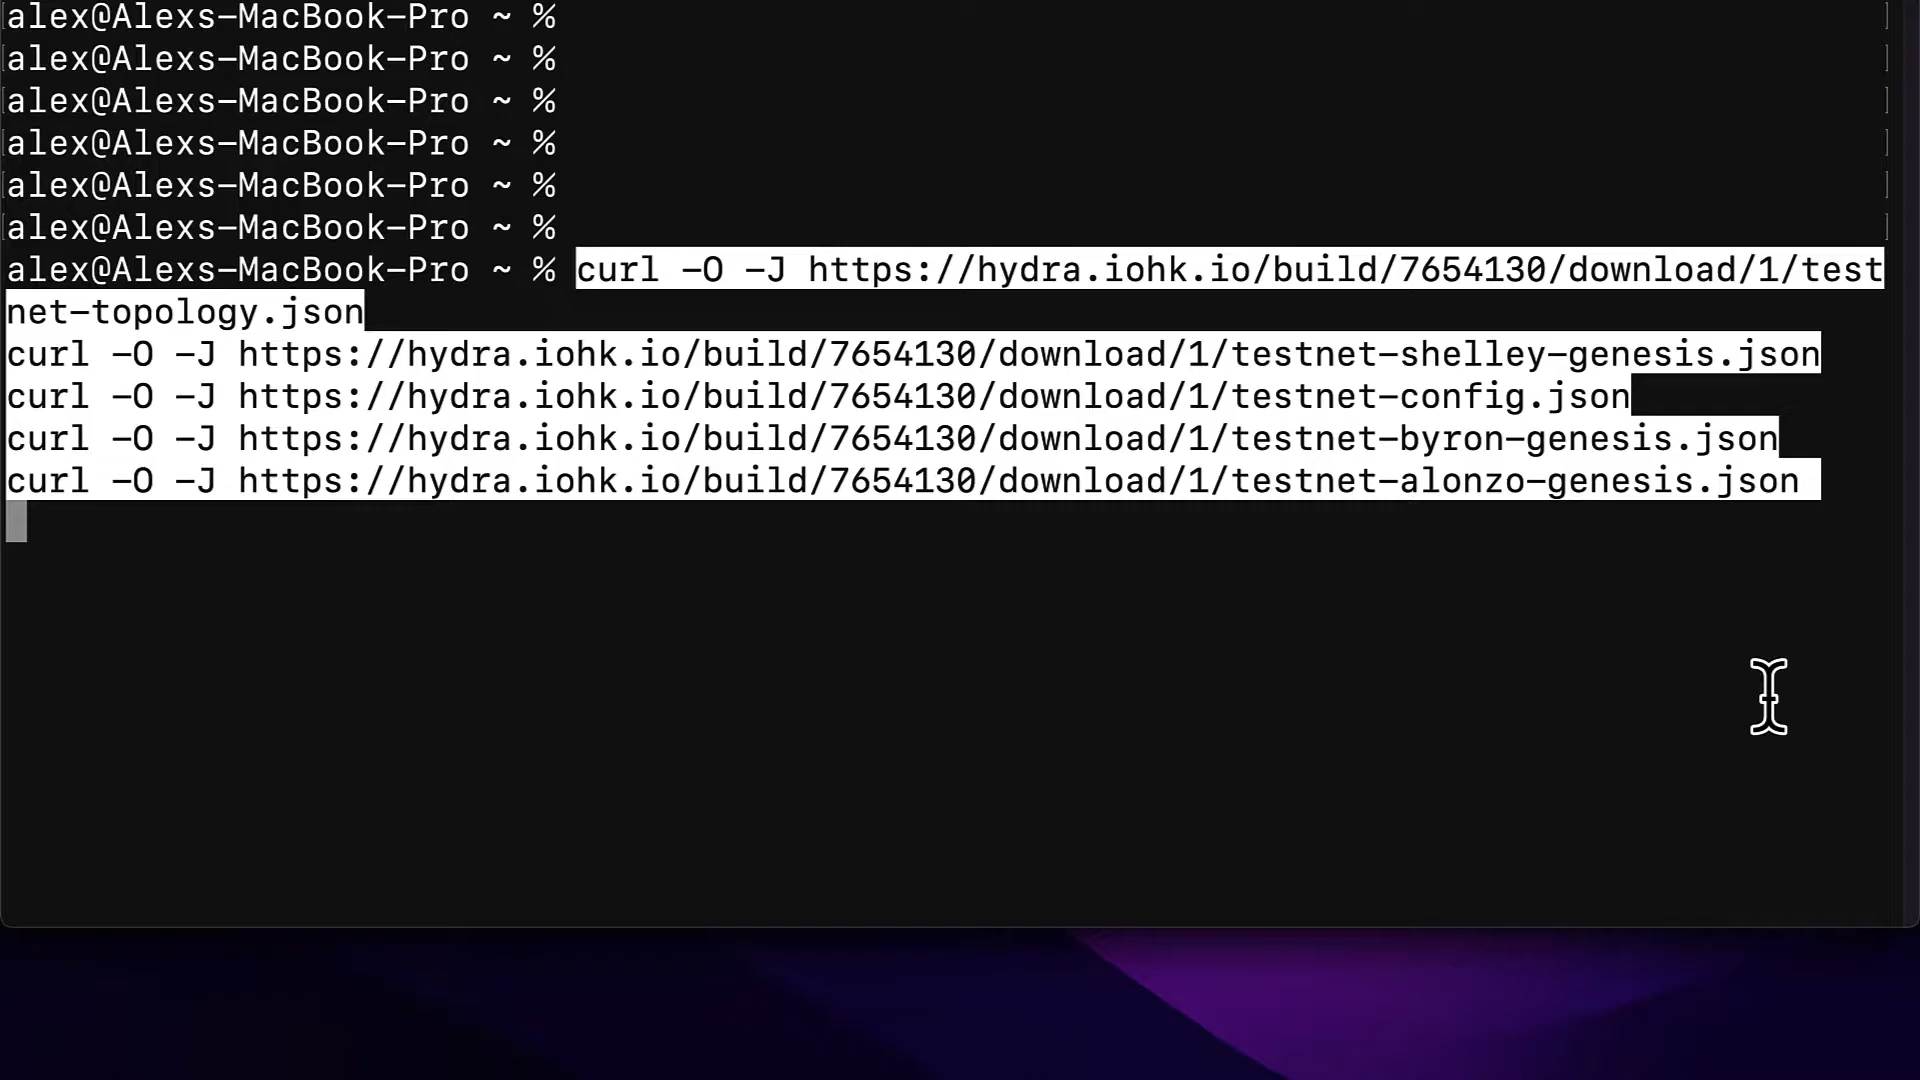 alex@Alexs-MacBook-Pro ~ %
alex@Alexs-MacBook-Pro ~ %
alex@Alexs-MacBook-Pro ~ %
alex@Alexs-MacBook-Pro ~ %
alex@Alexs-MacBook-Pro ~ %
alex@Alexs-MacBook-Pro ~ %
alex@Alexs-MacBook-Pro ~ % curl -O -J https://hydra.iohk.io/build/7654130/download/1/test
net-topology.json
curl -O -J https://hydra.iohk.io/build/7654130/download/1/testnet-shelley-genesis.json
curl -O -J https://hydra.iohk.io/build/7654130/download/1/testnet-config.json
curl -O -J https://hydra.iohk.io/build/7654130/download/1/testnet-byron-genesis.json
curl -O -J https://hydra.iohk.io/build/7654130/download/1/testnet-alonzo-genesis.json